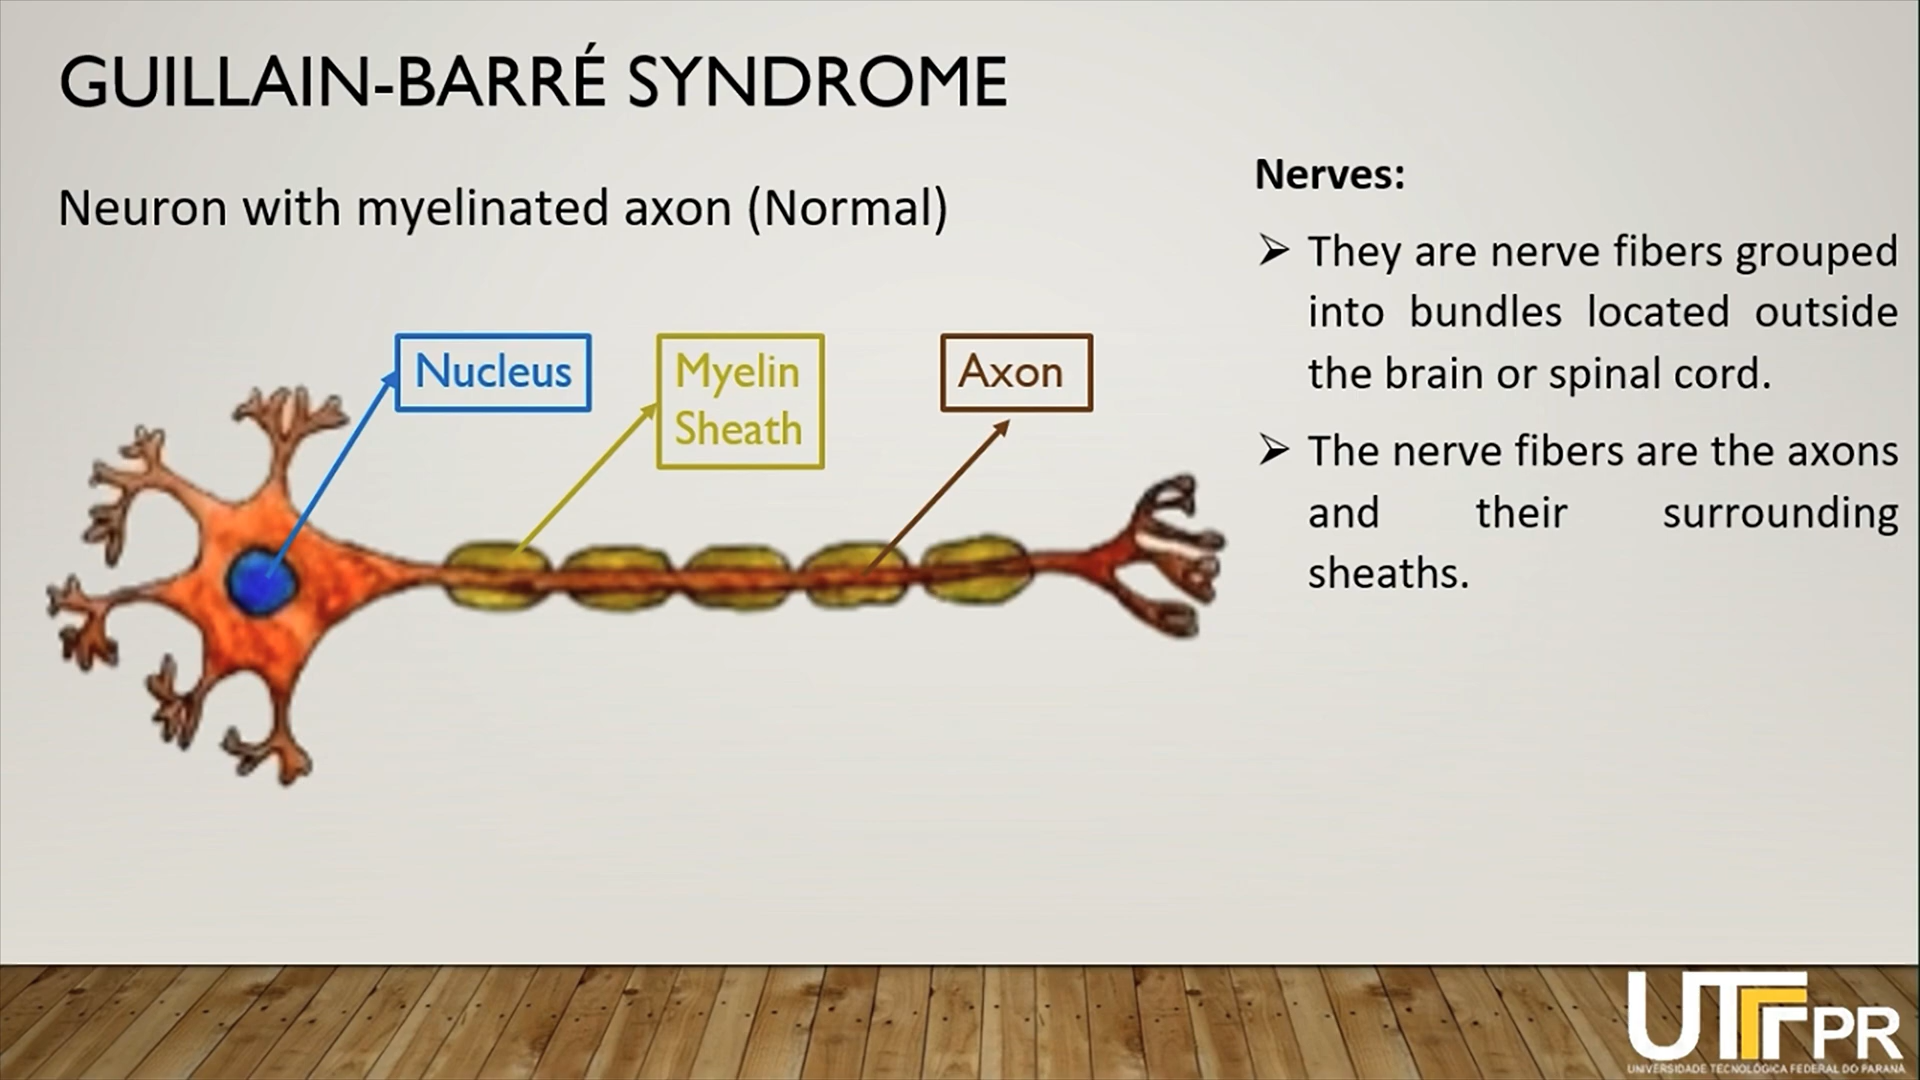 GUILLAIN-BARRÉ SYNDROME
Neuron with myelinated axon (Normal)
Nucleus
Myelin
Sheath
Axon
Nerves:
They are nerve fibers grouped
into bundles located outside
the brain or spinal cord.
The nerve fibers are the axons
and their surrounding
sheaths.
UTFPR
UNIVERSIDADE TECNOLÓGICA FEDERAL DO PARANÁ